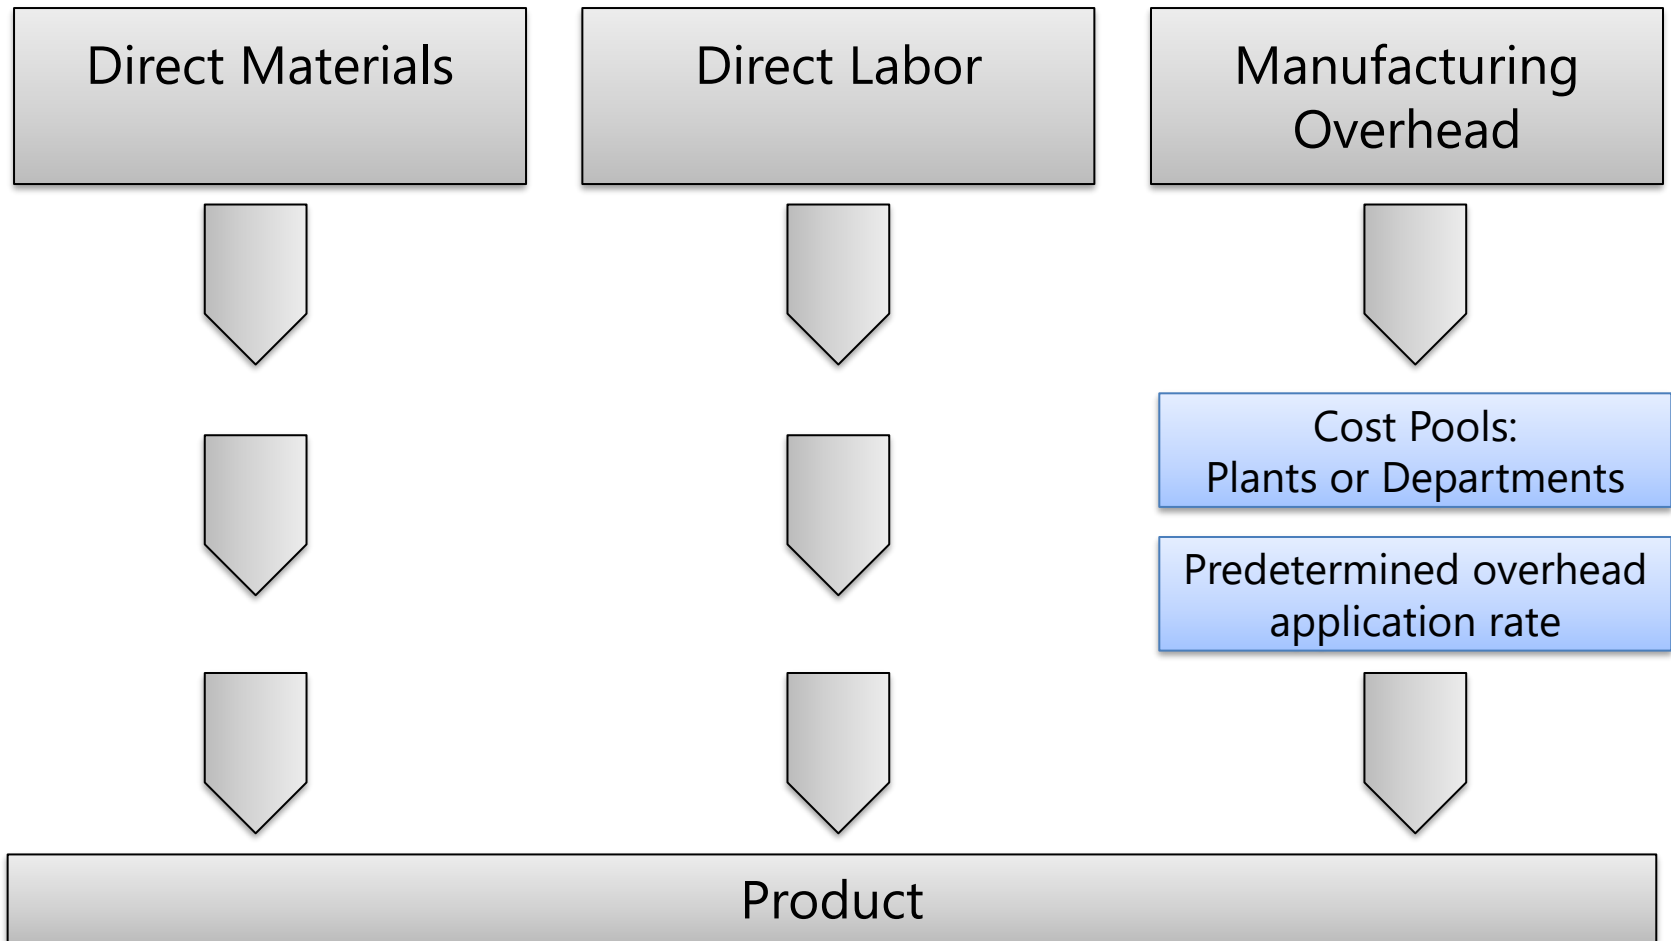 Direct Materials
Direct Labor
Manufacturing
Overhead
Cost Pools:
Plants or Departments
Predetermined overhead
application rate
Product